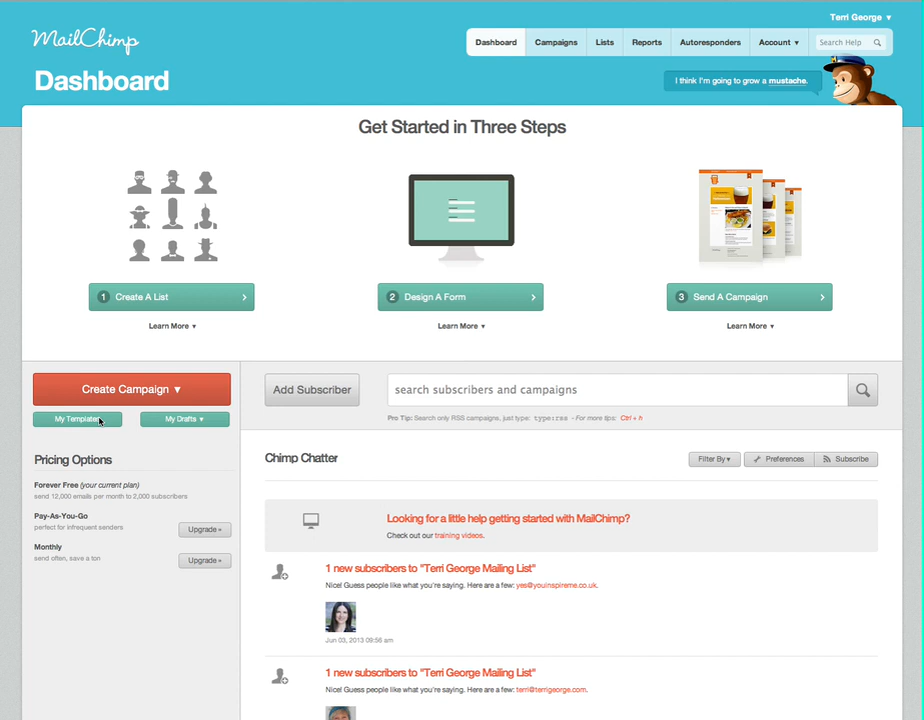 Terri George ▾
MailChimp
Dashboard Campaigns Lists Reports Autoresponders Account ▾ Search Help
Dashboard
I think I'm going to grow a mustache.
Get Started in Three Steps
1 Create A List
2 Design A Form
3 Send A Campaign
Learn More ▾
Learn More ▾
Learn More ▾
Create Campaign ▾
My Templates
My Drafts ▾
Pricing Options
Forever Free (your current plan)
send 12,000 emails per month to 2,000 subscribers
Pay-As-You-Go
perfect for infrequent senders
Upgrade »
Monthly
send often, save a ton
Upgrade »
Add Subscriber
search subscribers and campaigns
Pro Tip: Search only RSS campaigns, just type: type:rss - For more tips: Ctrl + h
Chimp Chatter
Filter By ▾
Preferences
Subscribe
Looking for a little help getting started with MailChimp?
Check out our training videos.
1 new subscribers to "Terri George Mailing List"
Nice! Guess people like what you're saying. Here are a few: yes@youinspireme.co.uk.
Jun 03, 2013 09:56 am
1 new subscribers to "Terri George Mailing List"
Nice! Guess people like what you're saying. Here are a few: terri@terrigeorge.com.